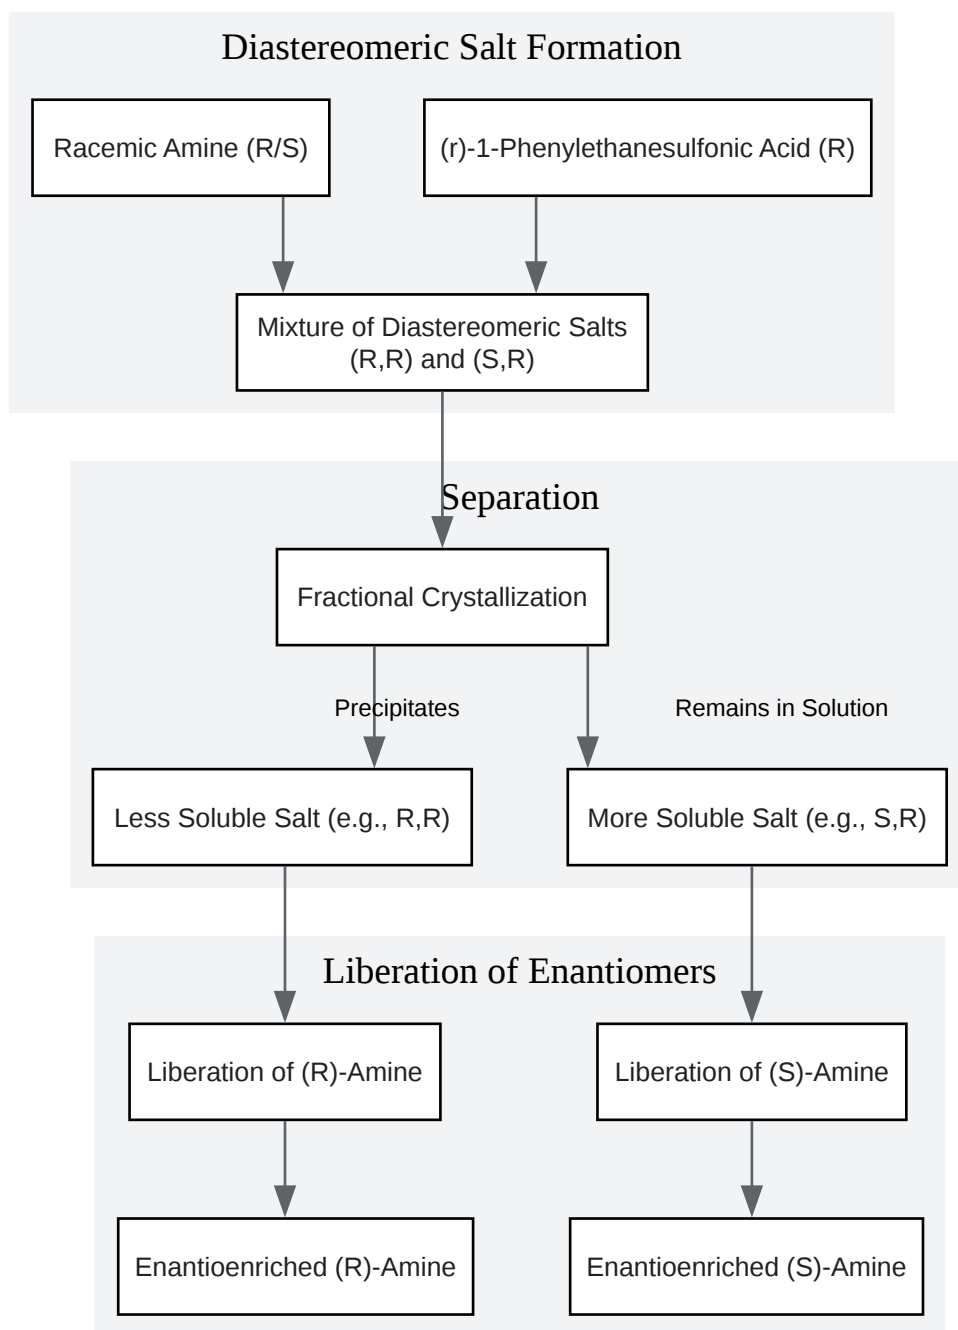 Diastereomeric Salt Formation
Racemic Amine (R/S)
(r)-1-Phenylethanesulfonic Acid (R)
Mixture of Diastereomeric Salts
(R,R) and (S,R)
Separation
Fractional Crystallization
Precipitates
Remains in Solution
Less Soluble Salt (e.g., R,R)
More Soluble Salt (e.g., S,R)
Liberation of Enantiomers
Liberation of (R)-Amine
Liberation of (S)-Amine
Enantioenriched (R)-Amine
Enantioenriched (S)-Amine